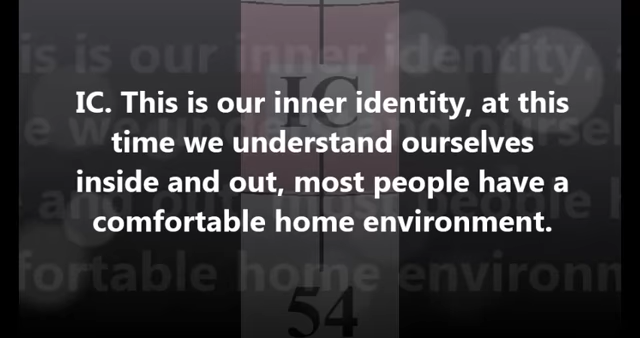 IC. This is our inner identity, at this
time we understand ourselves
inside and out, most people have a
comfortable home environment.
IC
54